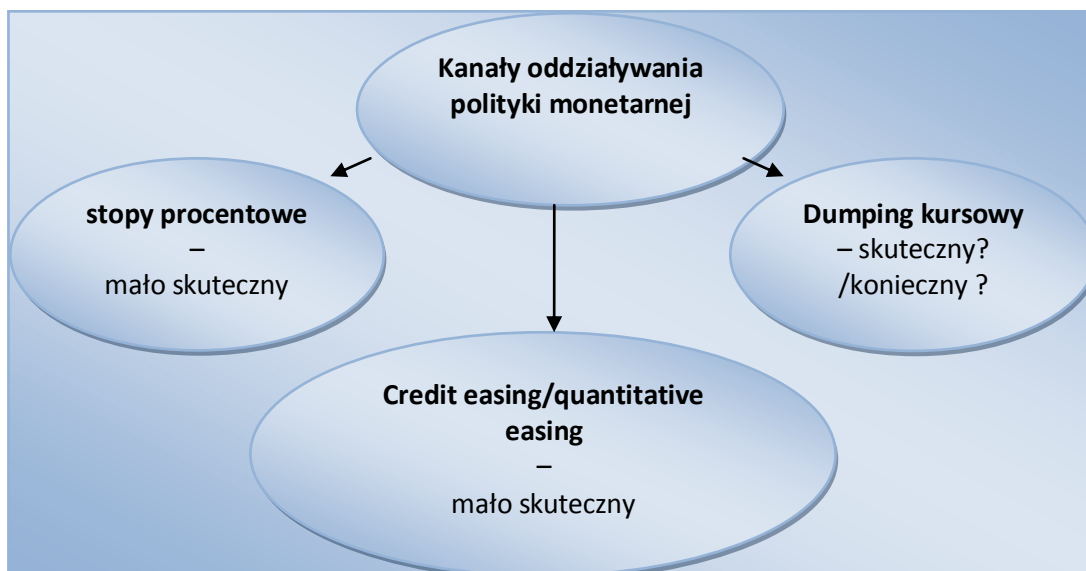 Kanały oddziaływania
polityki monetarnej
stopy procentowe
–
mało skuteczny
Dumping kursowy
– skuteczny?
/konieczny ?
Credit easing/quantitative
easing
–
mało skuteczny